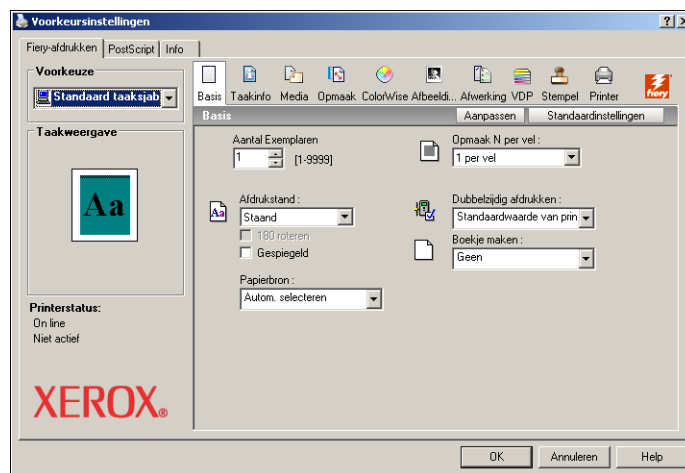 Voorkeursinstellingen
Fiery-afdrukken PostScript Info
Voorkeuze
Standaard taaksjab
Taakweergave
Aa
Printerstatus:
On line
Niet actief
XEROX®
Basis Taakinfo Media Opmaak ColorWise Afbeeldi... Afwerking VDP Stempel Printer
fiery
Basis Aanpassen Standaardinstellingen
Aantal Exemplaren
1 [1-9999]
Opmaak N per vel :
1 per vel
Aa
Afdrukstand :
Staand
180 roteren
Gespiegeld
Dubbelzijdig afdrukken :
Standaardwaarde van prin
Boekje maken :
Geen
Papierbron :
Autom. selecteren
OK Annuleren Help